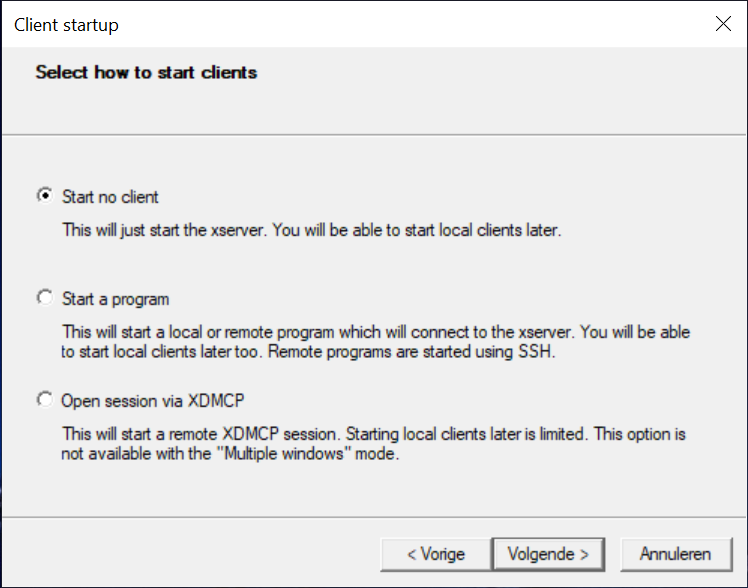 Client startup
Select how to start clients
Start no client
This will just start the xserver. You will be able to start local clients later.
Start a program
This will start a local or remote program which will connect to the xserver. You will be able
to start local clients later too. Remote programs are started using SSH.
Open session via XDMCP
This will start a remote XDMCP session. Starting local clients later is limited. This option is
not available with the "Multiple windows" mode.
< Vorige
Volgende >
Annuleren